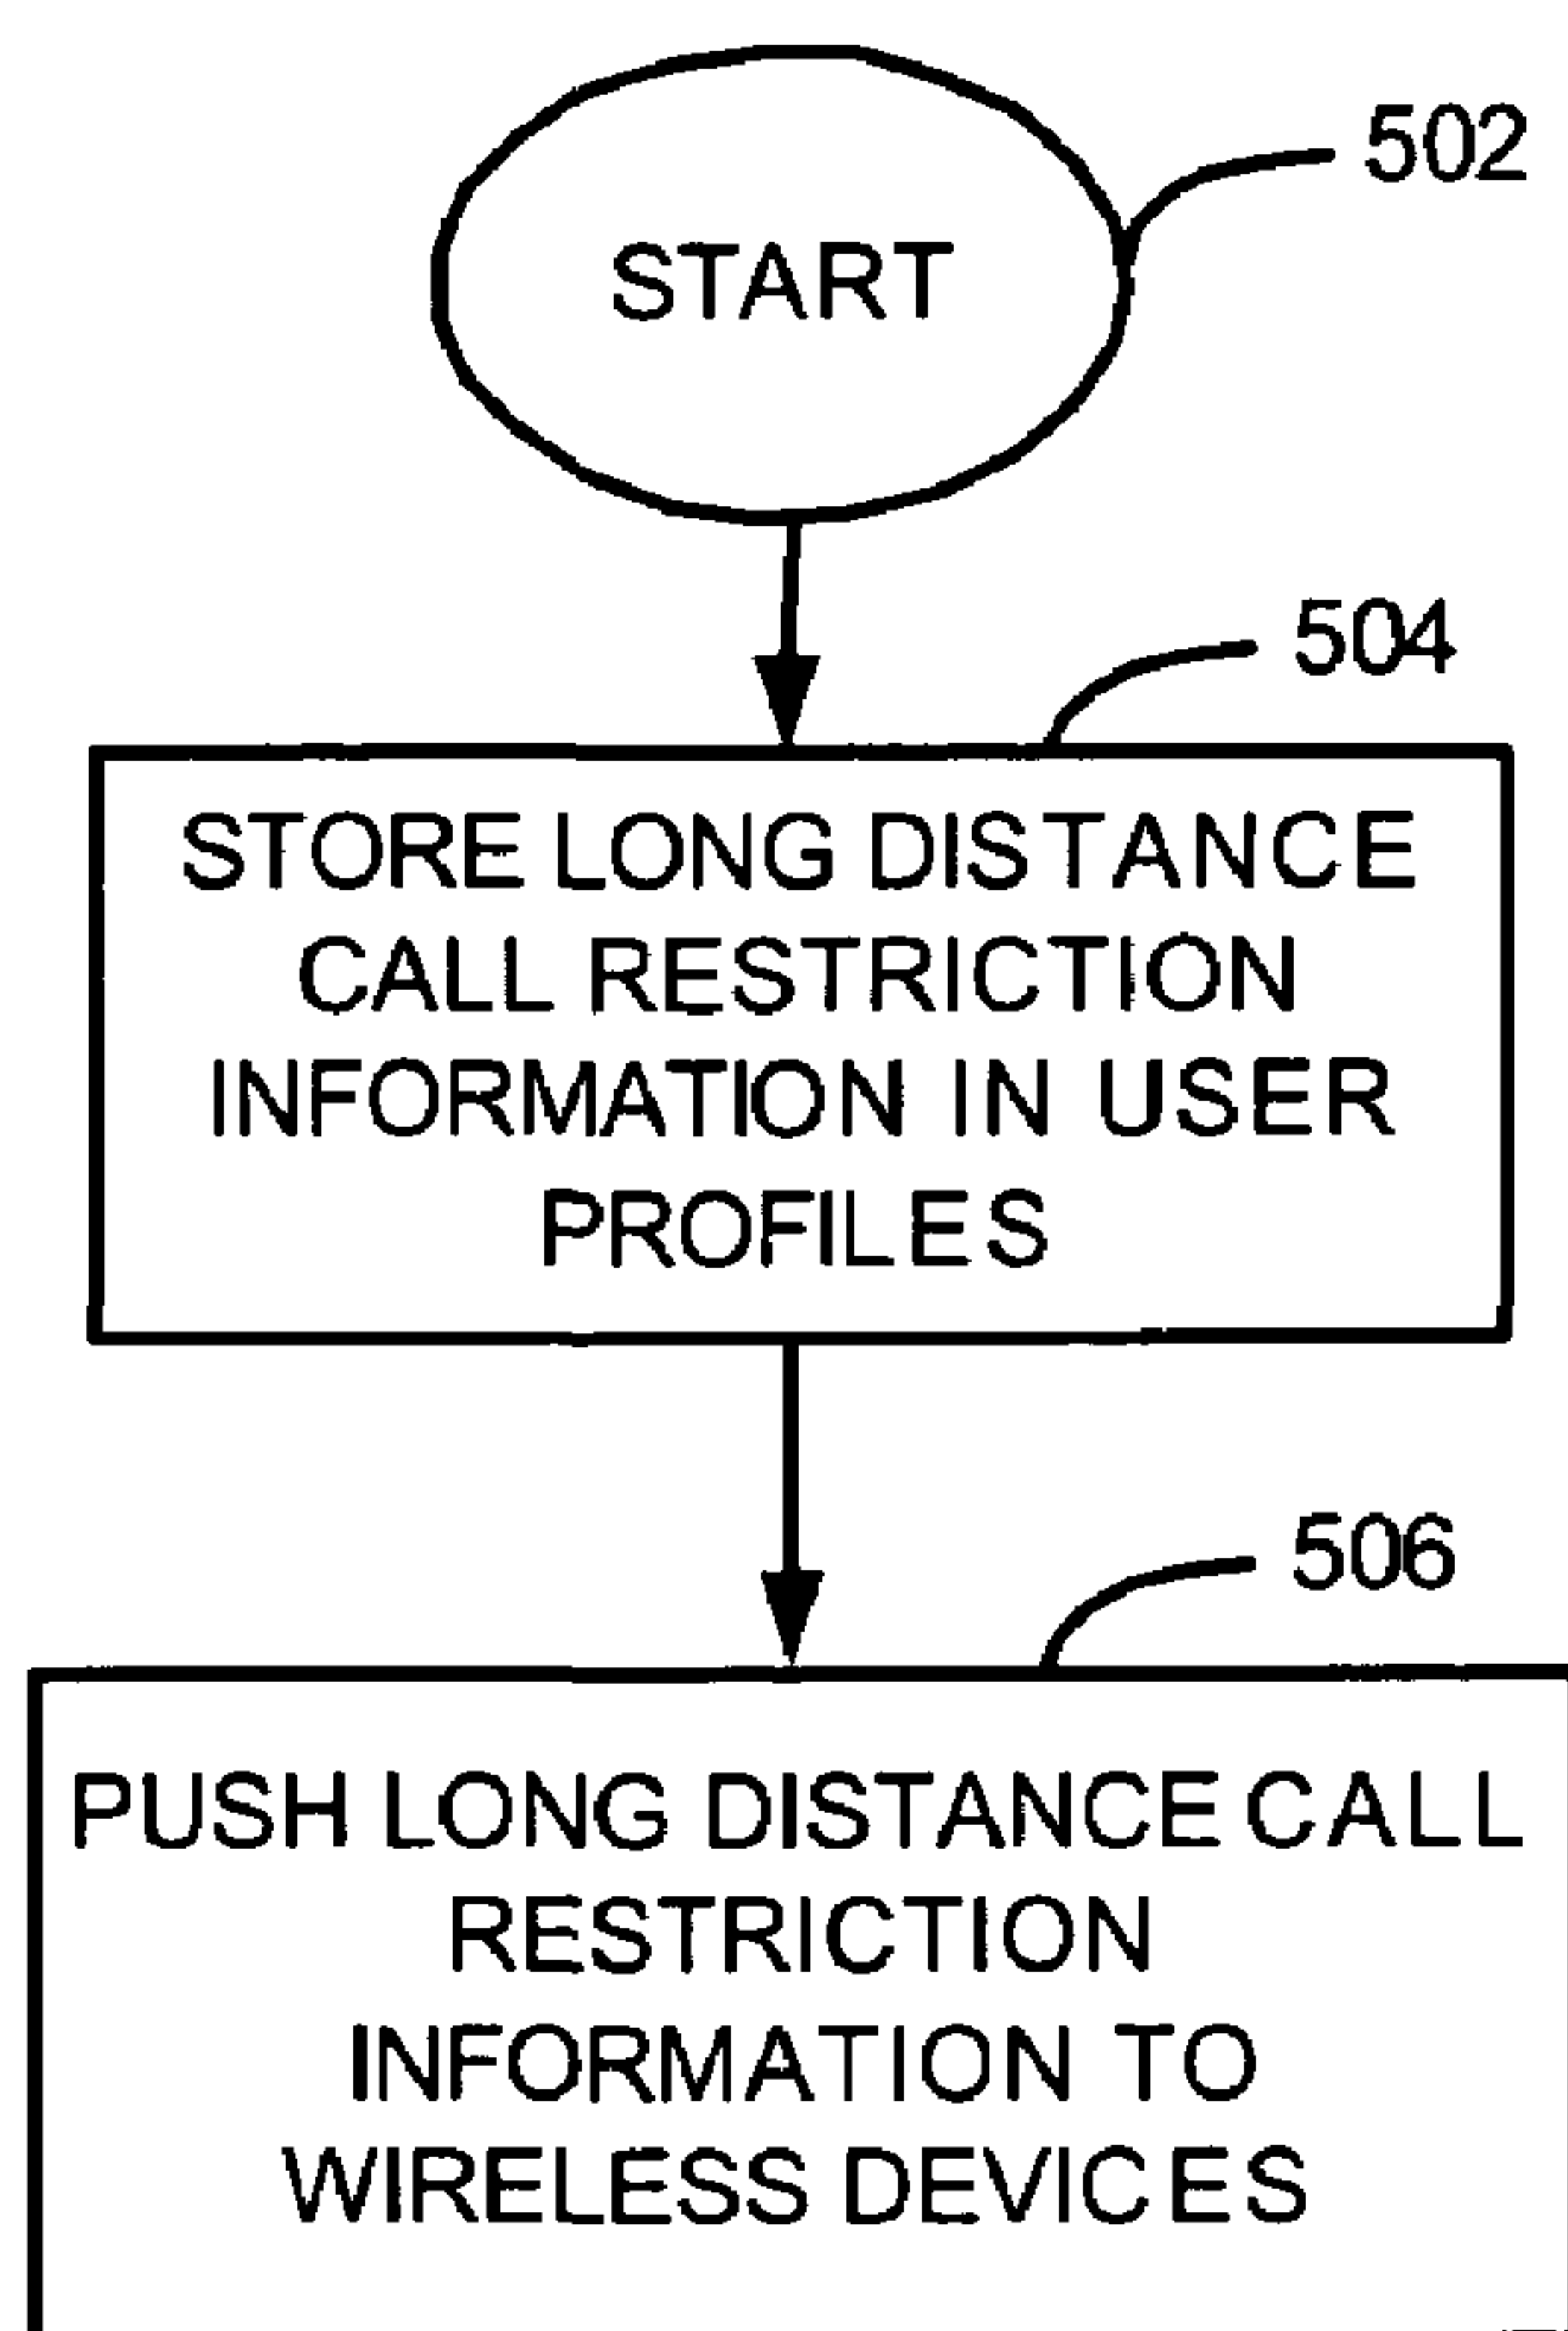 502
START
504
STORE LONG DISTANCE
CALL RESTRICTION
INFORMATION IN USER
PROFILES
506
PUSH LONG DISTANCE CALL
RESTRICTION
INFORMATION TO
WIRELESS DEVICES